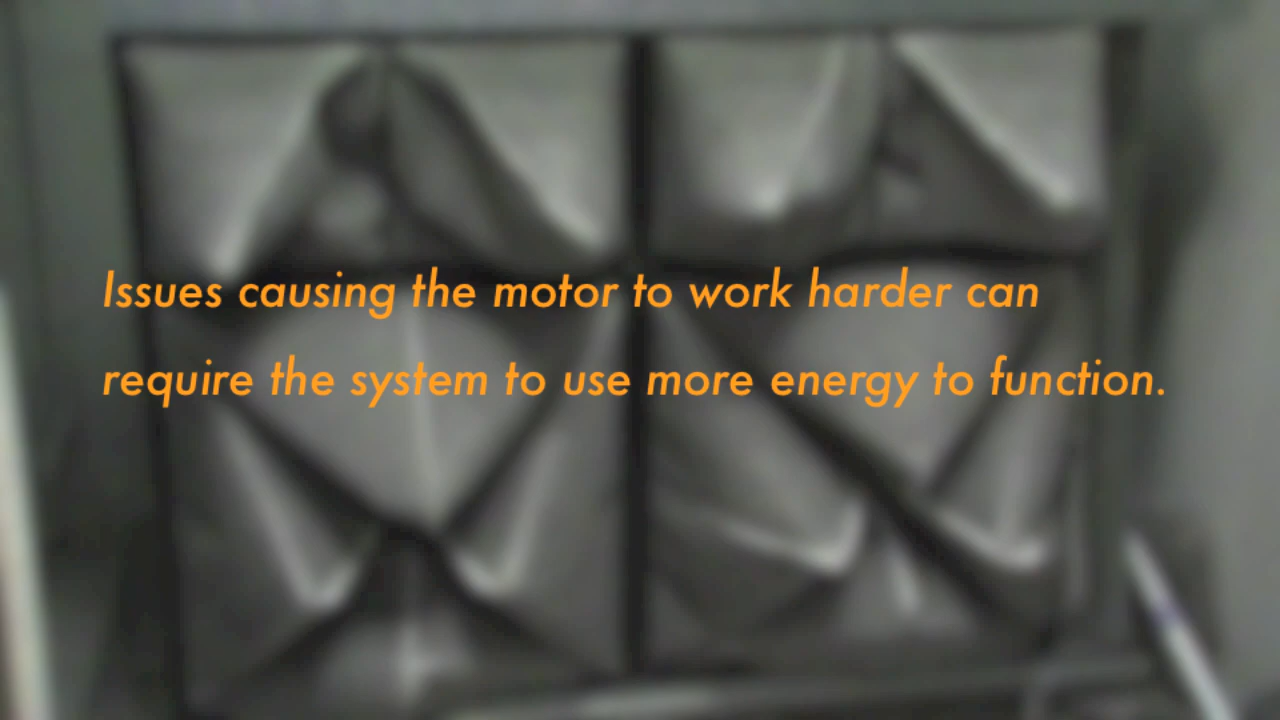 Issues causing the motor to work harder can
require the system to use more energy to function.